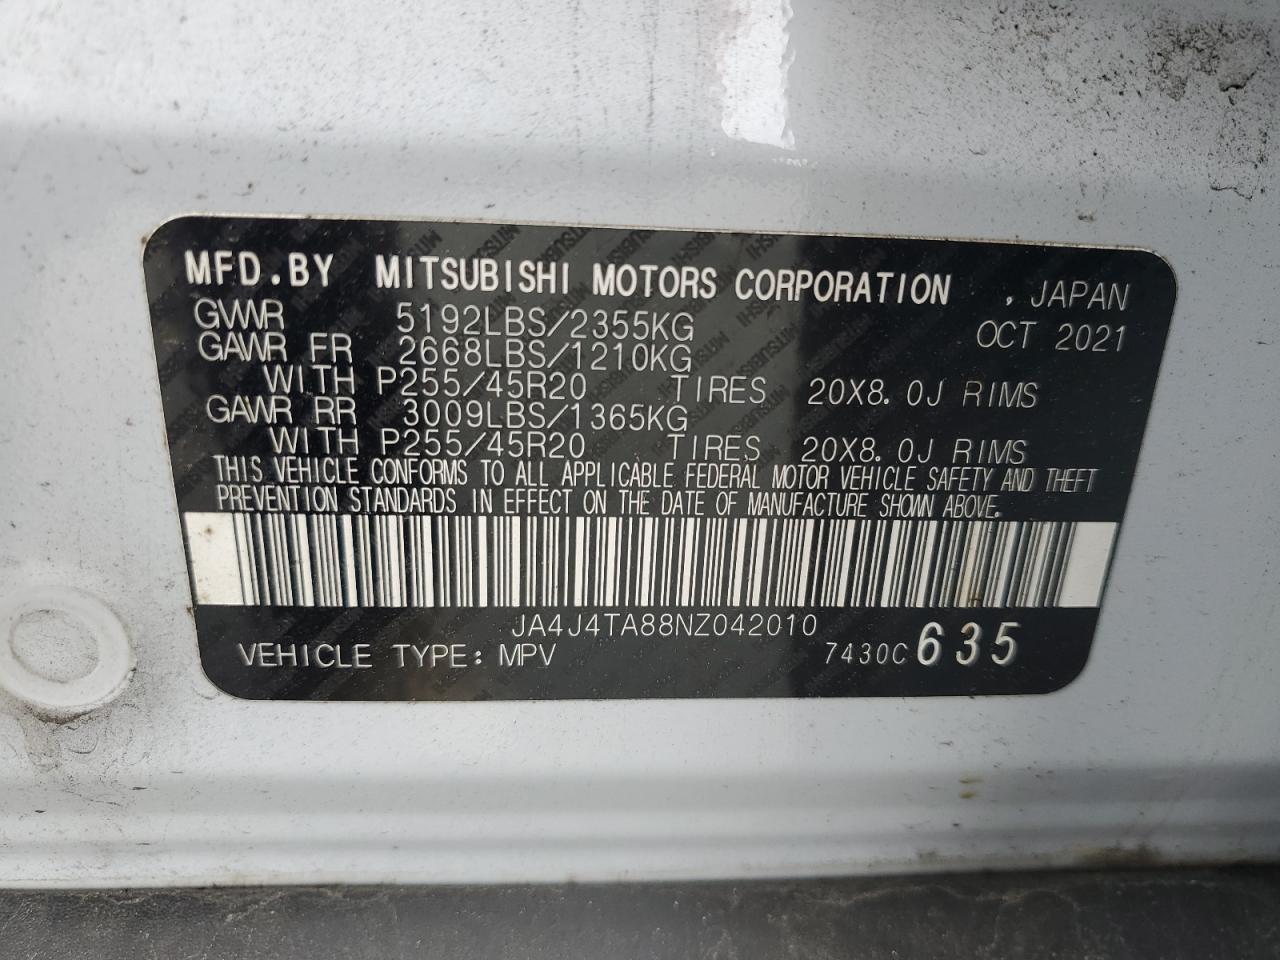 MFD.BY MITSUBISHI MOTORS CORPORATION , JAPAN
GVWR 5192LBS/2355KG OCT 2021
GAWR FR 2668LBS/1210KG
WITH P255/45R20 TIRES 20X8.0J RIMS
GAWR RR 3009LBS/1365KG
WITH P255/45R20 TIRES 20X8.0J RIMS
THIS VEHICLE CONFORMS TO ALL APPLICABLE FEDERAL MOTOR VEHICLE SAFETY AND THEFT
PREVENTION STANDARDS IN EFFECT ON THE DATE OF MANUFACTURE SHOWN ABOVE.
JA4J4TA88NZ042010
VEHICLE TYPE: MPV 7430C 635